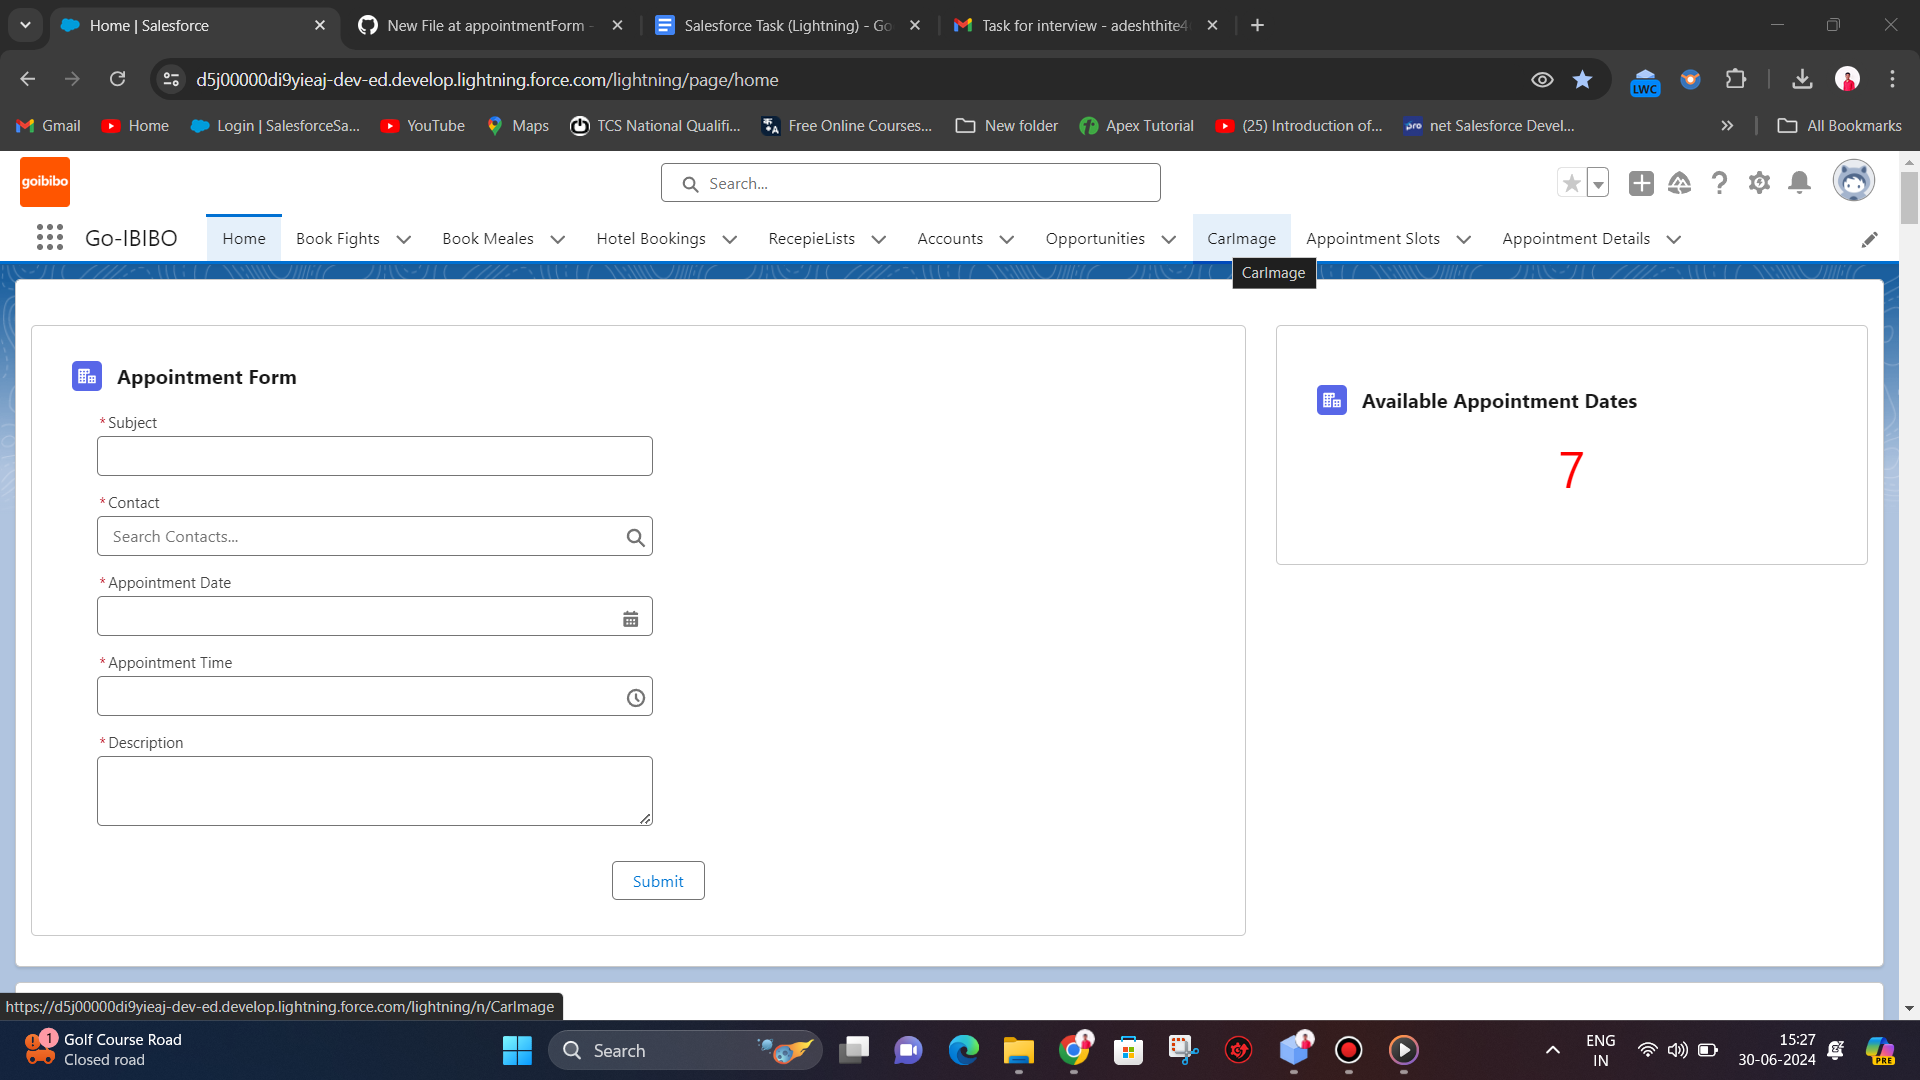 Home | Salesforce
New File at appointmentForm -
Salesforce Task (Lightning) - Go
Task for interview - adeshthite4
d5j00000di9yieaj-dev-ed.develop.lightning.force.com/lightning/page/home
LWC
Gmail
Home
Login | SalesforceSa...
YouTube
Maps
TCS National Qualifi...
Free Online Courses...
New folder
Apex Tutorial
(25) Introduction of...
pro
net Salesforce Devel...
All Bookmarks
goibibo
Search...
Go-IBIBO
Home
Book Fights
Book Meales
Hotel Bookings
RecepieLists
Accounts
Opportunities
CarImage
Appointment Slots
Appointment Details
CarImage
Appointment Form
*Subject
*Contact
Search Contacts...
*Appointment Date
*Appointment Time
*Description
Submit
Available Appointment Dates
7
https://d5j00000di9yieaj-dev-ed.develop.lightning.force.com/lightning/n/CarImage
1
Golf Course Road
Closed road
Search
ENG
IN
15:27
30-06-2024
PRE